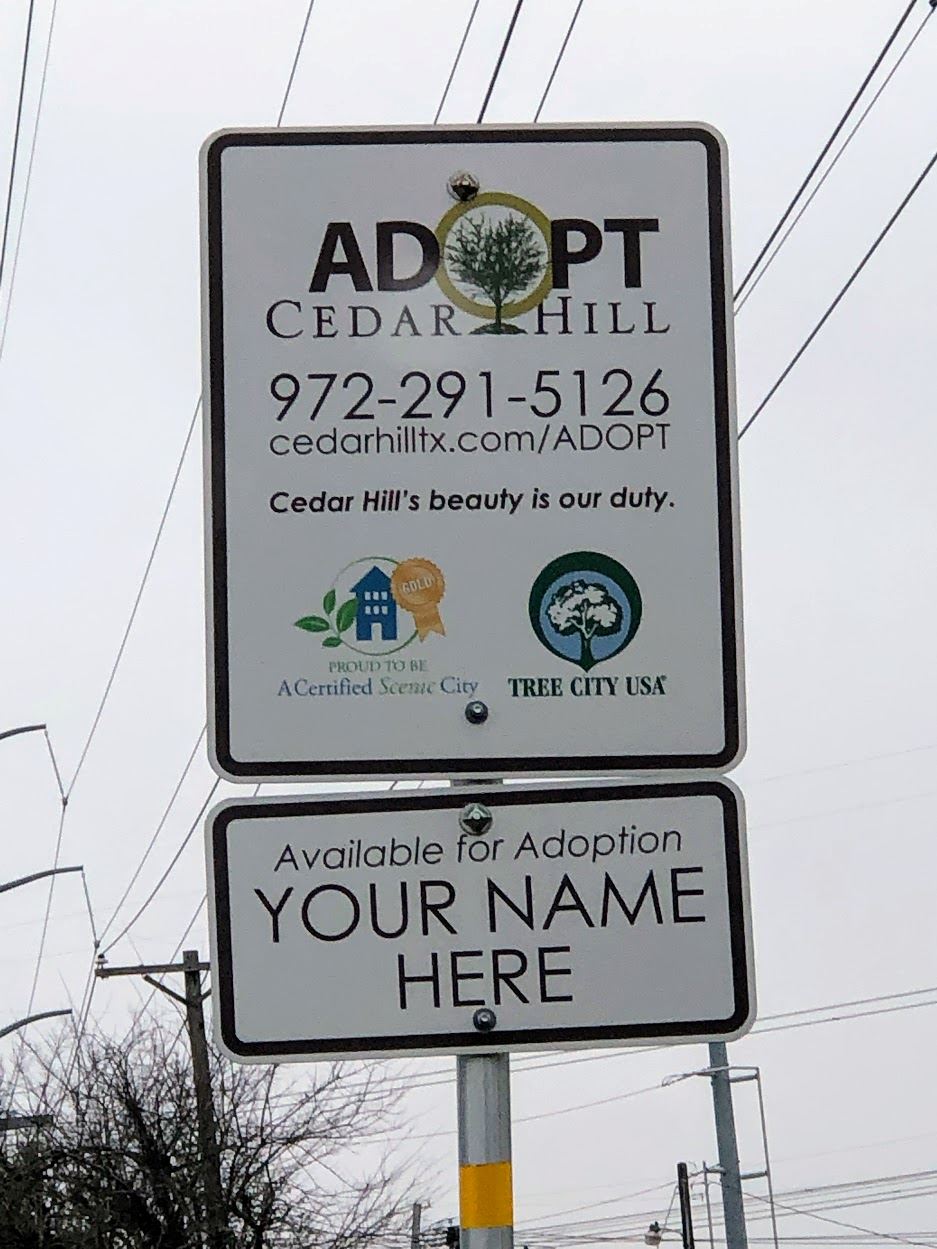 ADOPT
CEDAR HILL
972-291-5126
cedarhilltx.com/ADOPT
Cedar Hill's beauty is our duty.
GOLD
PROUD TO BE
A Certified Scenic City
TREE CITY USA®
Available for Adoption
YOUR NAME
HERE